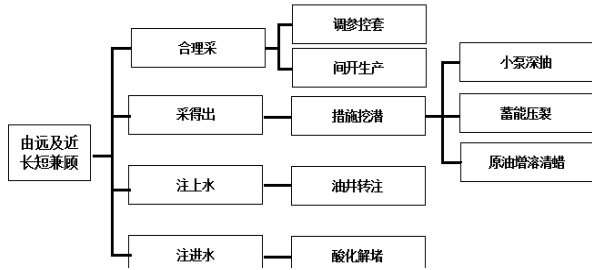 由远及近
长短兼顾
合理采
调参控套
间开生产
采得出
措施挖潜
小泵深抽
蓄能压裂
原油增溶清蜡
注上水
油井转注
注进水
酸化解堵